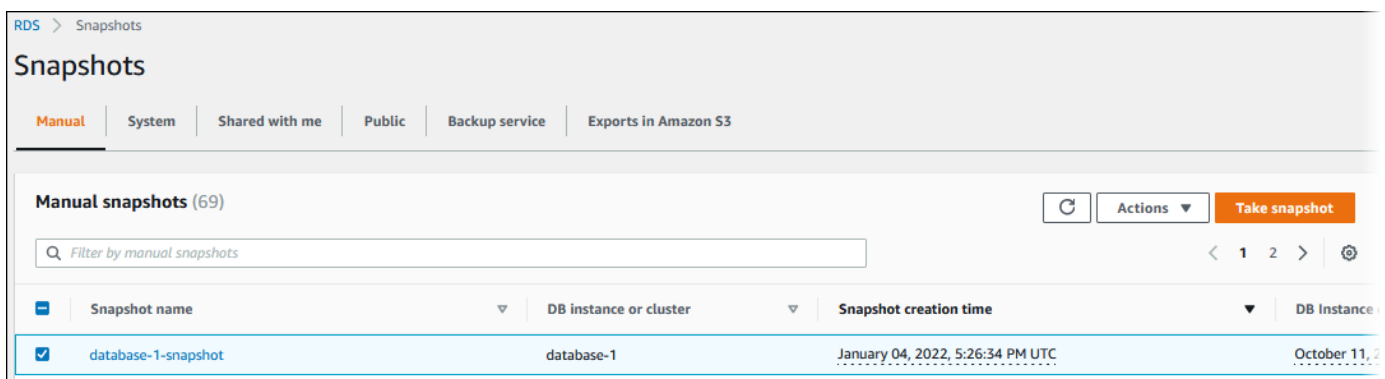 RDS > Snapshots
Snapshots
Manual System Shared with me Public Backup service Exports in Amazon S3
Manual snapshots (69) Actions Take snapshot
Filter by manual snapshots < 1 2 >
Snapshot name DB instance or cluster Snapshot creation time DB Instance
database-1-snapshot database-1 January 04, 2022, 5:26:34 PM UTC October 11,